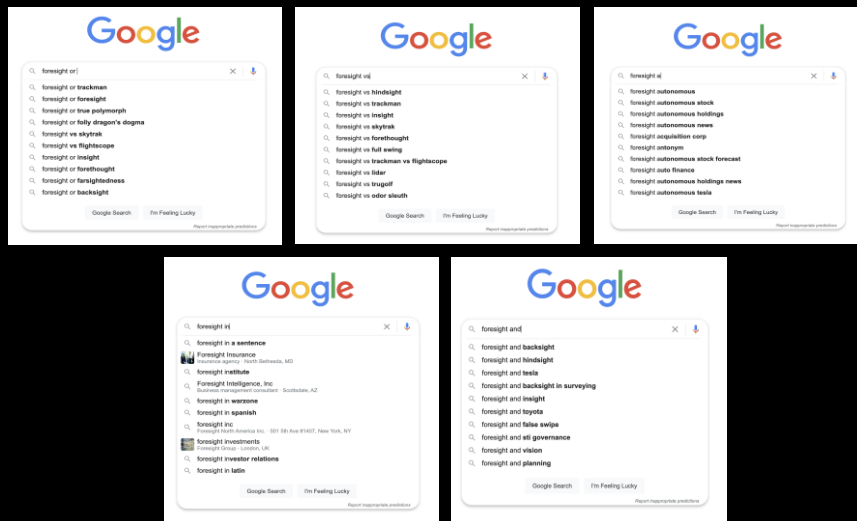 Google
foresight or
foresight or trackman
foresight or foresight
foresight or true polymorph
foresight or folly dragon's dogma
foresight vs skytrak
foresight vs flightscope
foresight or insight
foresight or forethought
foresight or farsightedness
foresight or backsight
Google Search I'm Feeling Lucky
Report inappropriate predictions
Google
foresight vs
foresight vs hindsight
foresight vs trackman
foresight vs insight
foresight vs skytrak
foresight vs forethought
foresight vs full swing
foresight vs trackman vs flightscope
foresight vs lidar
foresight vs trugolf
foresight vs odor sleuth
Google Search I'm Feeling Lucky
Report inappropriate predictions
Google
foresight a
foresight autonomous
foresight autonomous stock
foresight autonomous holdings
foresight autonomous news
foresight acquisition corp
foresight antonym
foresight autonomous stock forecast
foresight auto finance
foresight autonomous holdings news
foresight autonomous tesla
Google Search I'm Feeling Lucky
Report inappropriate predictions
Google
foresight in
foresight in a sentence
Foresight Insurance
Insurance agency · North Bethesda, MD
foresight institute
Foresight Intelligence, Inc
Business management consultant · Scottsdale, AZ
foresight in warzone
foresight in spanish
foresight inc
Foresight North America Inc. · 501 5th Ave #1497, New York, NY
foresight investments
Foresight Group · London, UK
foresight investor relations
foresight in latin
Google Search I'm Feeling Lucky
Report inappropriate predictions
Google
foresight and
foresight and backsight
foresight and hindsight
foresight and tesla
foresight and backsight in surveying
foresight and insight
foresight and toyota
foresight and false swipe
foresight and sti governance
foresight and vision
foresight and planning
Google Search I'm Feeling Lucky
Report inappropriate predictions